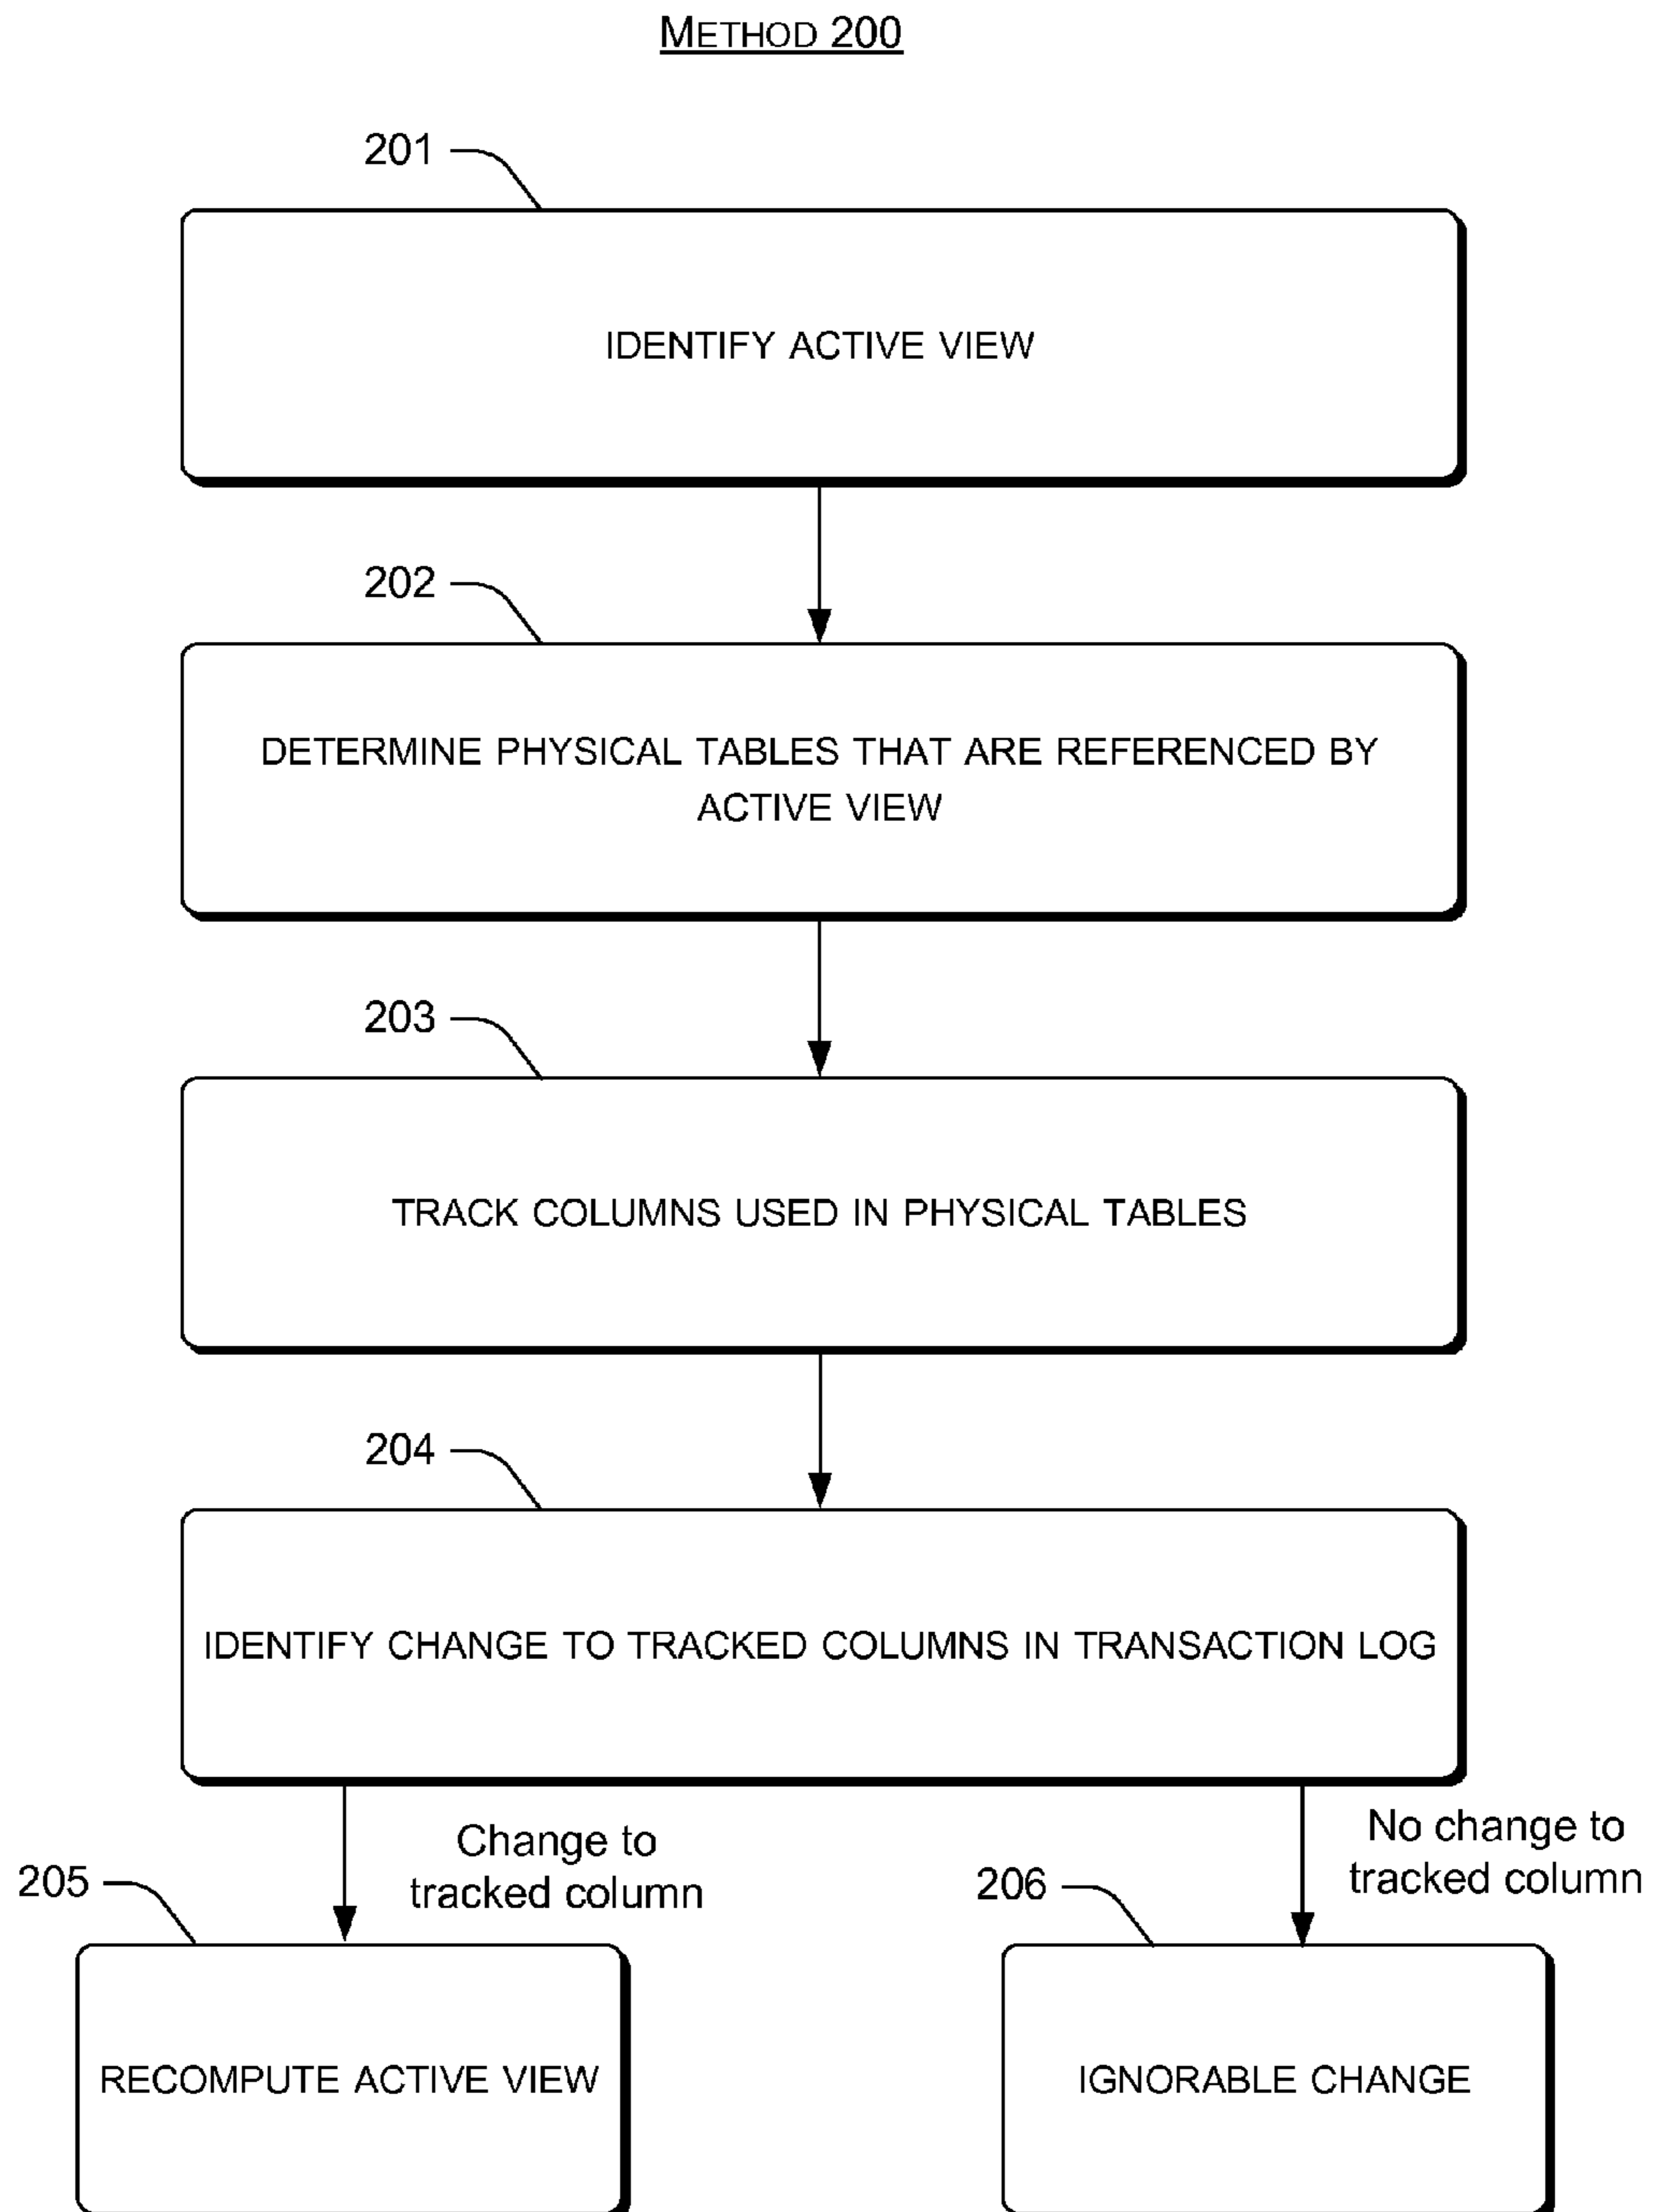 METHOD 200
201
IDENTIFY ACTIVE VIEW
202
DETERMINE PHYSICAL TABLES THAT ARE REFERENCED BY
ACTIVE VIEW
203
TRACK COLUMNS USED IN PHYSICAL TABLES
204
IDENTIFY CHANGE TO TRACKED COLUMNS IN TRANSACTION LOG
Change to
tracked column
No change to
tracked column
205
206
RECOMPUTE ACTIVE VIEW
IGNORABLE CHANGE